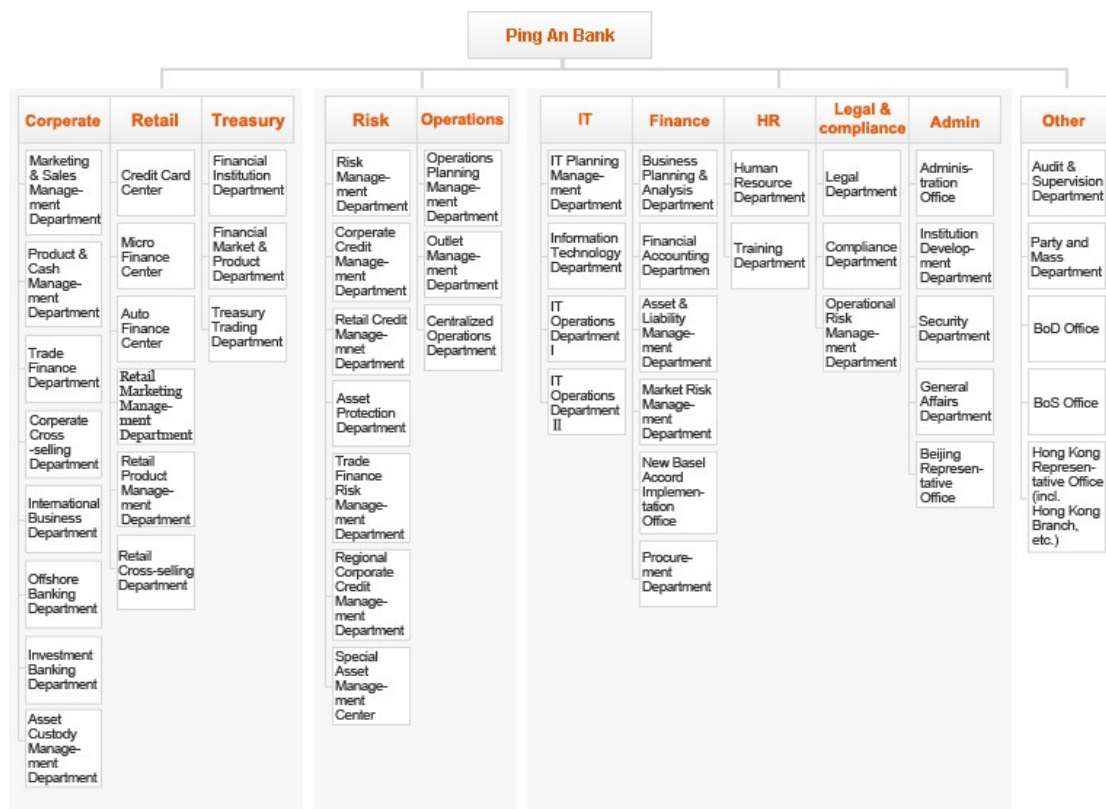 Ping An Bank
Corperate
Marketing
& Sales
Manage-
ment
Department
Product &
Cash
Manage-
ment
Department
Trade
Finance
Department
Corporate
Cross
-selling
Department
International
Business
Department
Offshore
Banking
Department
Investment
Banking
Department
Asset
Custody
Manage-
ment
Department
Retail
Credit Card
Center
Micro
Finance
Center
Auto
Finance
Center
Retail
Marketing
Manage-
ment
Department
Retail
Product
Manage-
ment
Department
Retail
Cross-selling
Department
Treasury
Financial
Institution
Department
Financial
Market &
Product
Department
Treasury
Trading
Department
Risk
Risk
Manage-
ment
Department
Corperate
Credit
Manage-
ment
Department
Retail Credit
Manage-
mnet
Department
Asset
Protection
Department
Trade
Finance
Risk
Manage-
ment
Department
Regional
Corporate
Credit
Manage-
ment
Department
Special
Asset
Manage-
ment
Center
Operations
Operations
Planning
Manage-
ment
Department
Outlet
Manage-
ment
Department
Centralized
Operations
Department
IT
IT Planning
Manage-
ment
Department
Information
Technology
Department
IT
Operations
Department
I
IT
Operations
Department
II
Finance
Business
Planning &
Analysis
Department
Financial
Accounting
Departmen
Asset &
Liability
Manage-
ment
Department
Market Risk
Manage-
ment
Department
New Basel
Accord
Implemen-
tation
Office
Procure-
ment
Department
HR
Human
Resource
Department
Training
Department
Legal &
compliance
Legal
Department
Compliance
Department
Operational
Risk
Manage-
ment
Department
Admin
Adminis-
tration
Office
Institution
Develop-
ment
Department
Security
Department
General
Affairs
Department
Beijing
Represen-
tative
Office
Other
Audit &
Supervision
Department
Party and
Mass
Department
BoD Office
BoS Office
Hong Kong
Represen-
tative Office
(incl.
Hong Kong
Branch,
etc.)